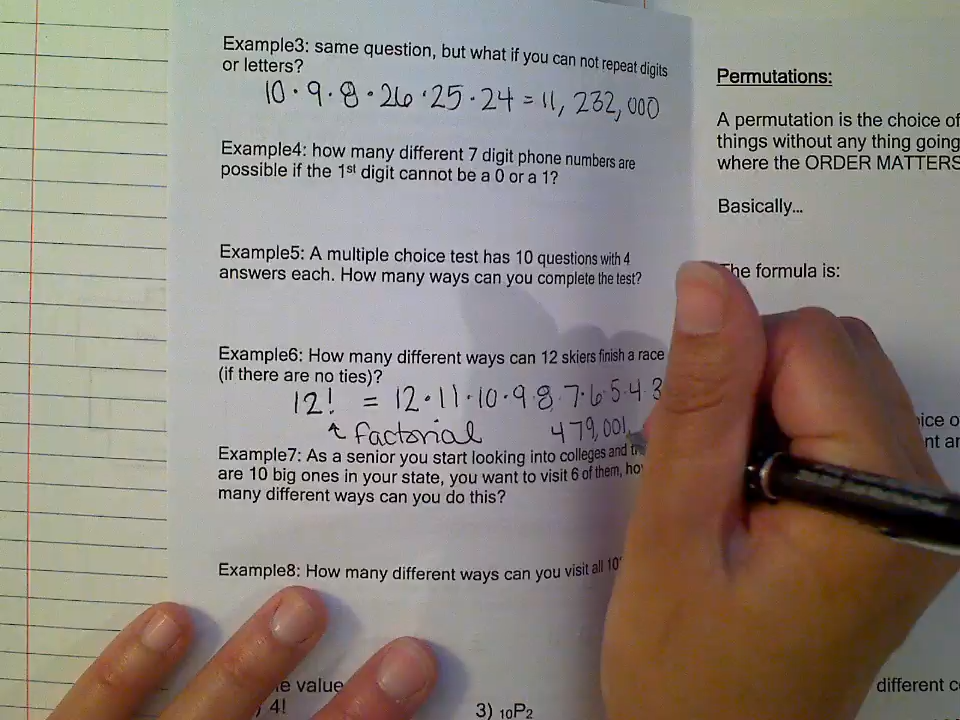 Example3: same question, but what if you can not repeat digits
or letters?
10 · 9 · 8 · 26 · 25 · 24 = 11, 232,000
Example4: how many different 7 digit phone numbers are
possible if the 1st digit cannot be a 0 or a 1?
Example5: A multiple choice test has 10 questions with 4
answers each. How many ways can you complete the test?
Example6: How many different ways can 12 skiers finish a race
(if there are no ties)?
12! = 12·11·10·9·8·7·6·5·4·3
factorial 479,001,
Example7: As a senior you start looking into colleges and
are 10 big ones in your state, you want to visit 6 of them,
many different ways can you do this?
Example8: How many different ways can you visit all 10
value
4!
3) 10P2
Permutations:
A permutation is the choice of
things without any thing going
where the ORDER MATTERS
Basically...
The formula is:
different